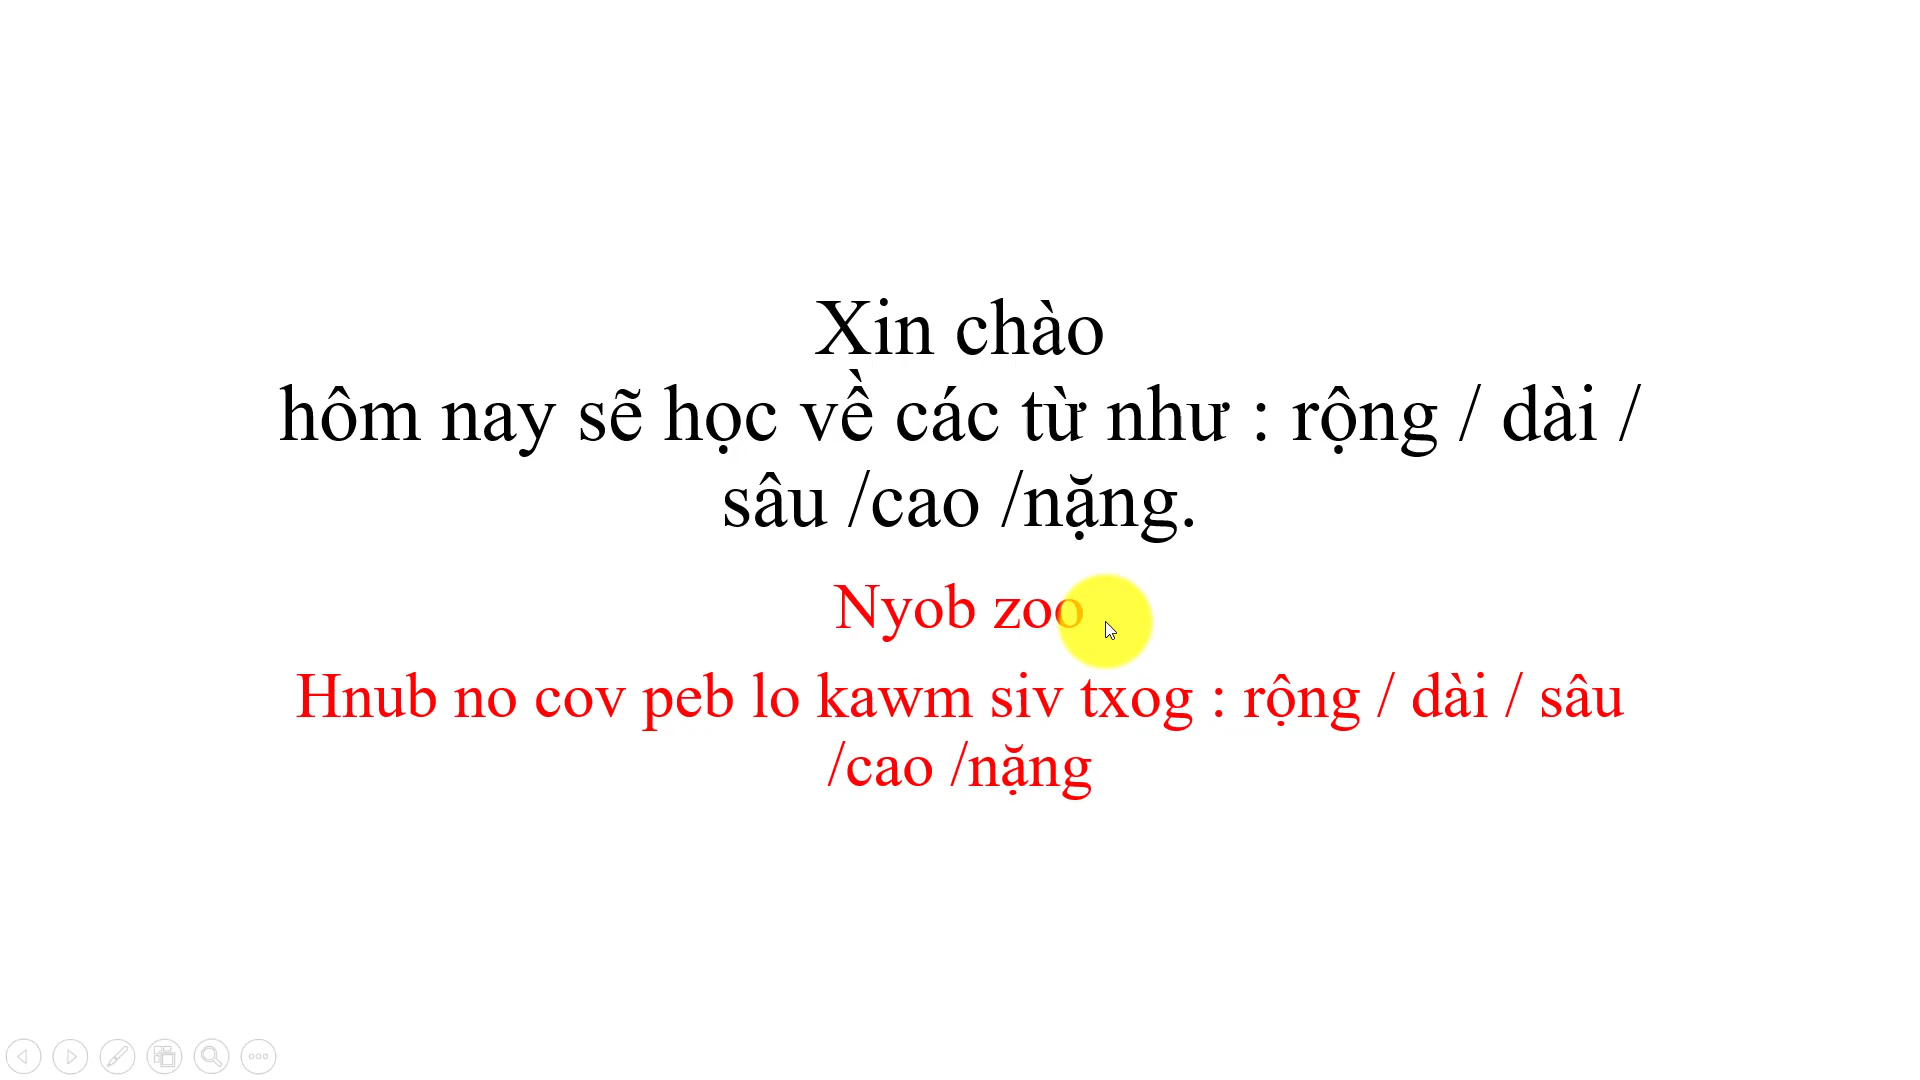 Xin chào
hôm nay sẽ học về các từ như : rộng / dài /
sâu /cao /nặng.
Nyob zoo
Hnub no cov peb lo kawm siv txog : rộng / dài / sâu
/cao /nặng